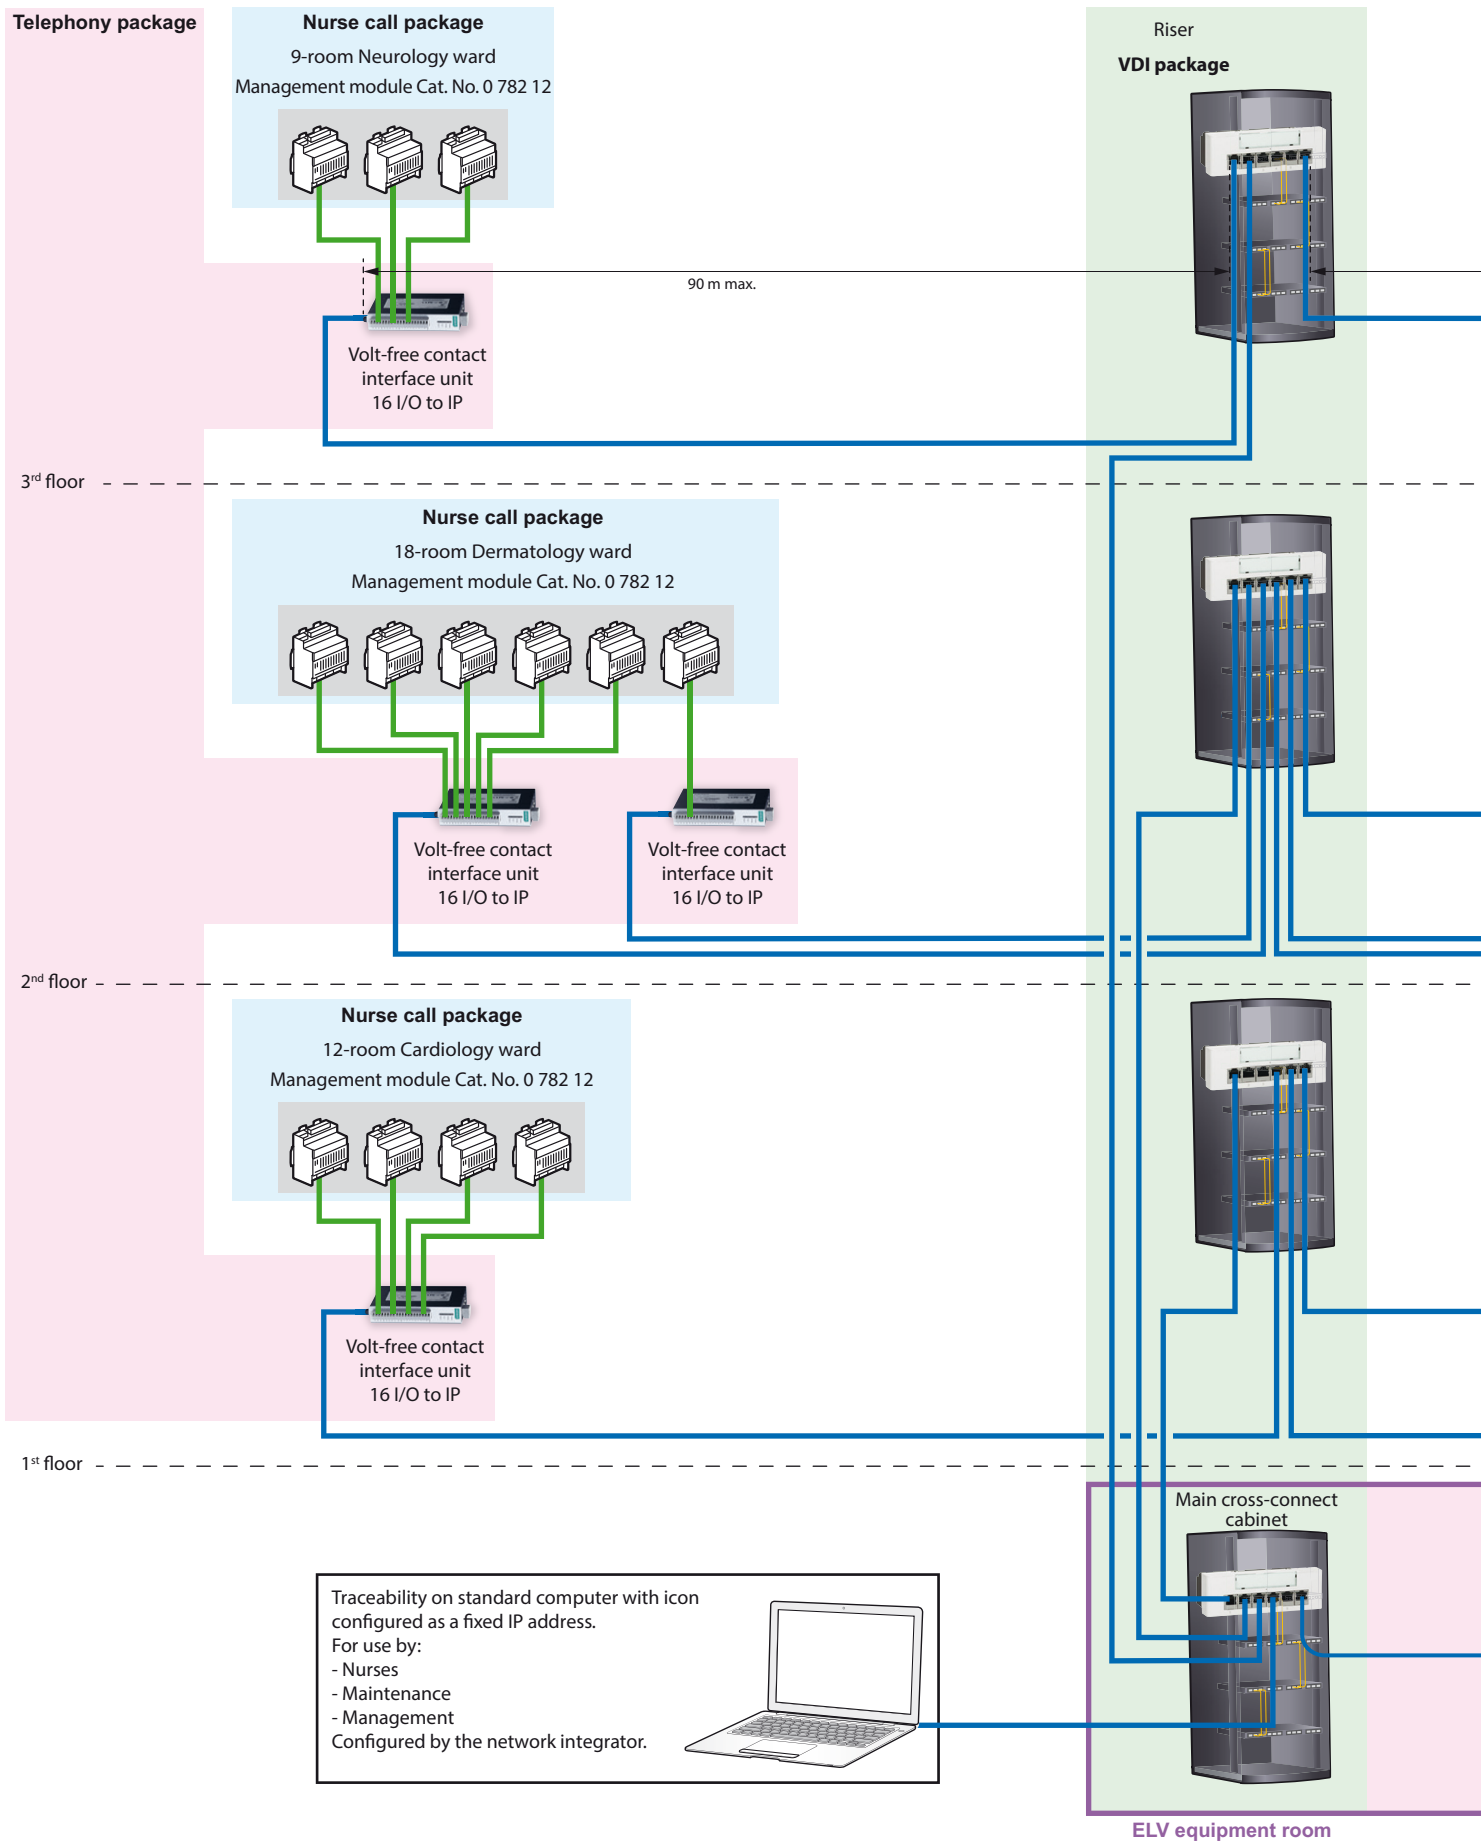 Telephony package
Nurse call package
9-room Neurology ward
Management module Cat. No. 0 782 12
Riser
VDI package
90 m max.
Volt-free contact
interface unit
16 I/O to IP
3rd floor
Nurse call package
18-room Dermatology ward
Management module Cat. No. 0 782 12
Volt-free contact
interface unit
16 I/O to IP
Volt-free contact
interface unit
16 I/O to IP
2nd floor
Nurse call package
12-room Cardiology ward
Management module Cat. No. 0 782 12
Volt-free contact
interface unit
16 I/O to IP
1st floor
Main cross-connect
cabinet
Traceability on standard computer with icon
configured as a fixed IP address.
For use by:
- Nurses
- Maintenance
- Management
Configured by the network integrator.
ELV equipment room